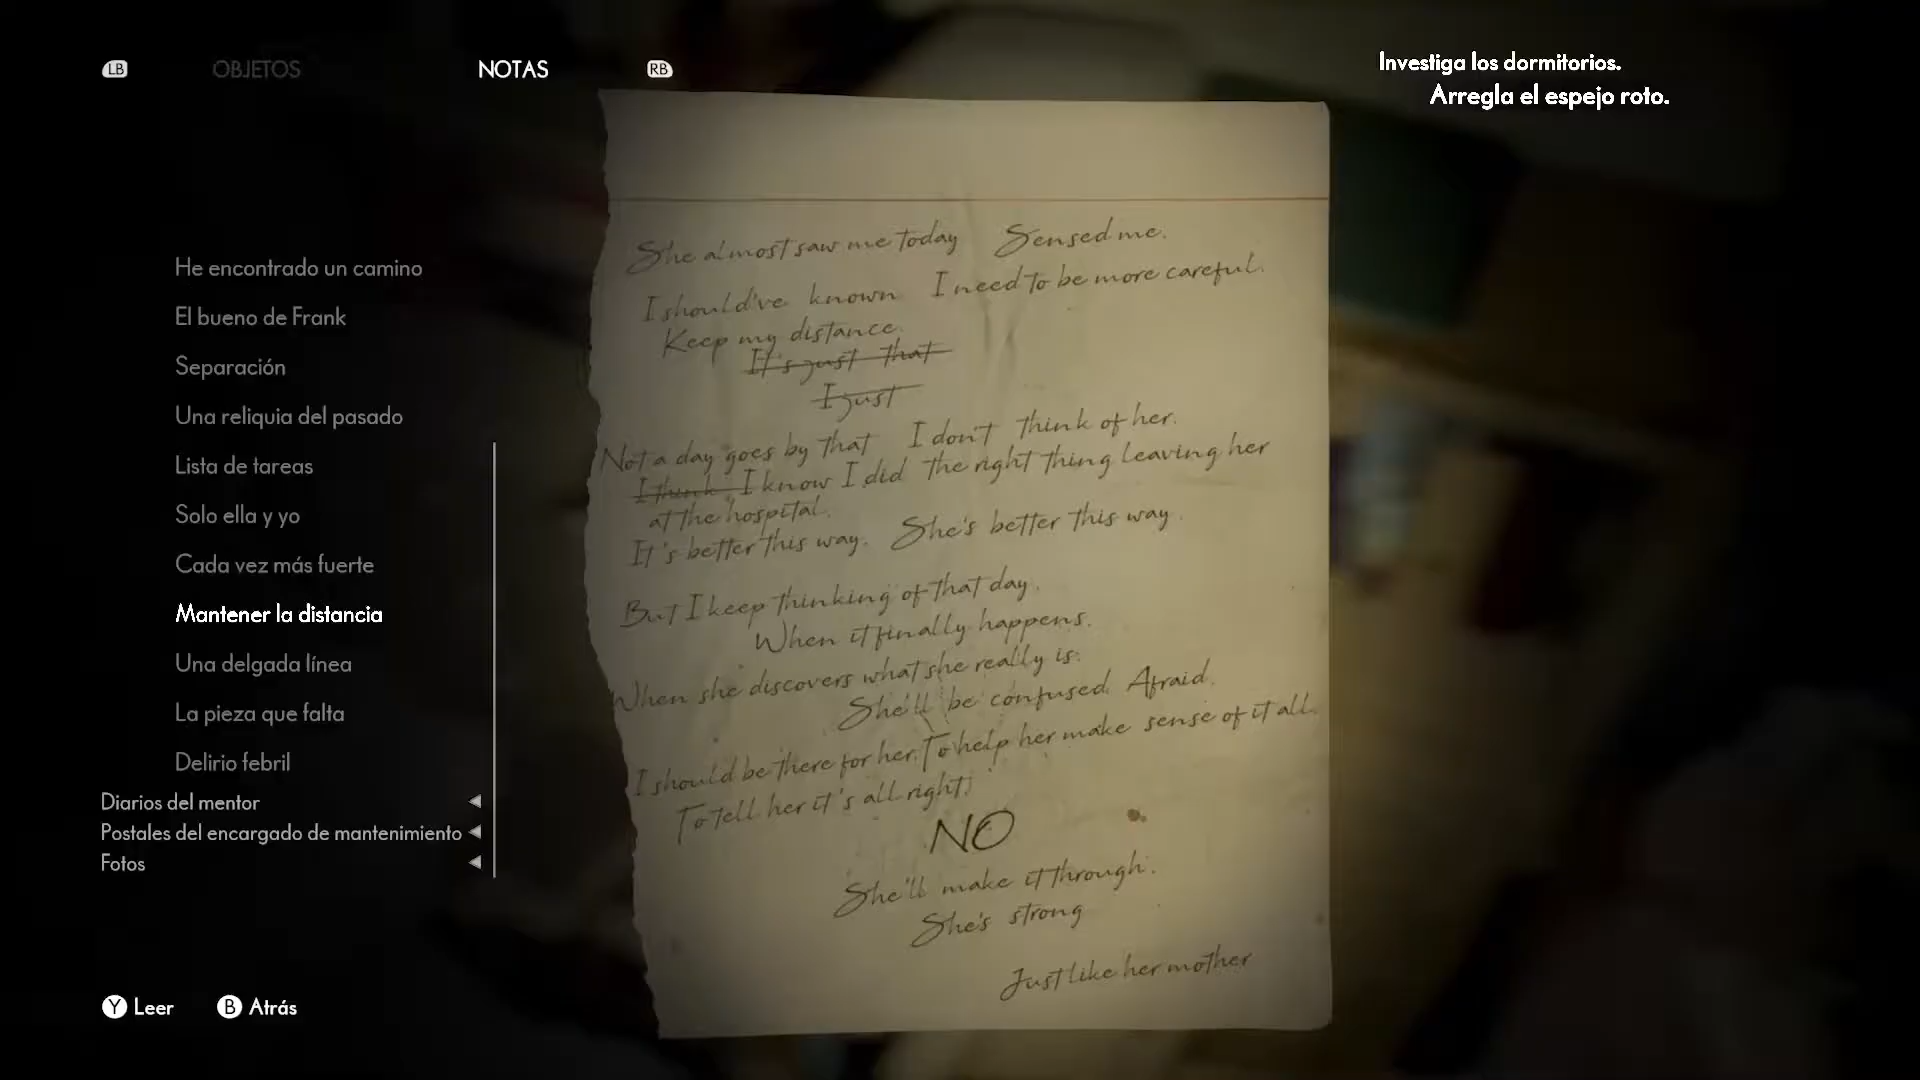 LB
OBJETOS
NOTAS
RB
Investiga los dormitorios.
Arregla el espejo roto.
He encontrado un camino
El bueno de Frank
Separación
Una reliquia del pasado
Lista de tareas
Solo ella y yo
Cada vez más fuerte
Mantener la distancia
Una delgada línea
La pieza que falta
Delirio febril
Diarios del mentor
Postales del encargado de mantenimiento
Fotos
Y Leer
B Atrás
She almost saw me today Sensed me.
I should've known I need to be more careful.
Keep my distance.
It's just that
I just
Not a day goes by that I don't think of her.
I think I know I did the right thing leaving her
at the hospital.
It's better this way. She's better this way.
But I keep thinking of that day.
When it finally happens.
When she discovers what she really is.
She'll be confused. Afraid.
I should be there for her. To help her make sense of it all.
To tell her it's all right.
NO
She'll make it through.
She's strong
Just like her mother